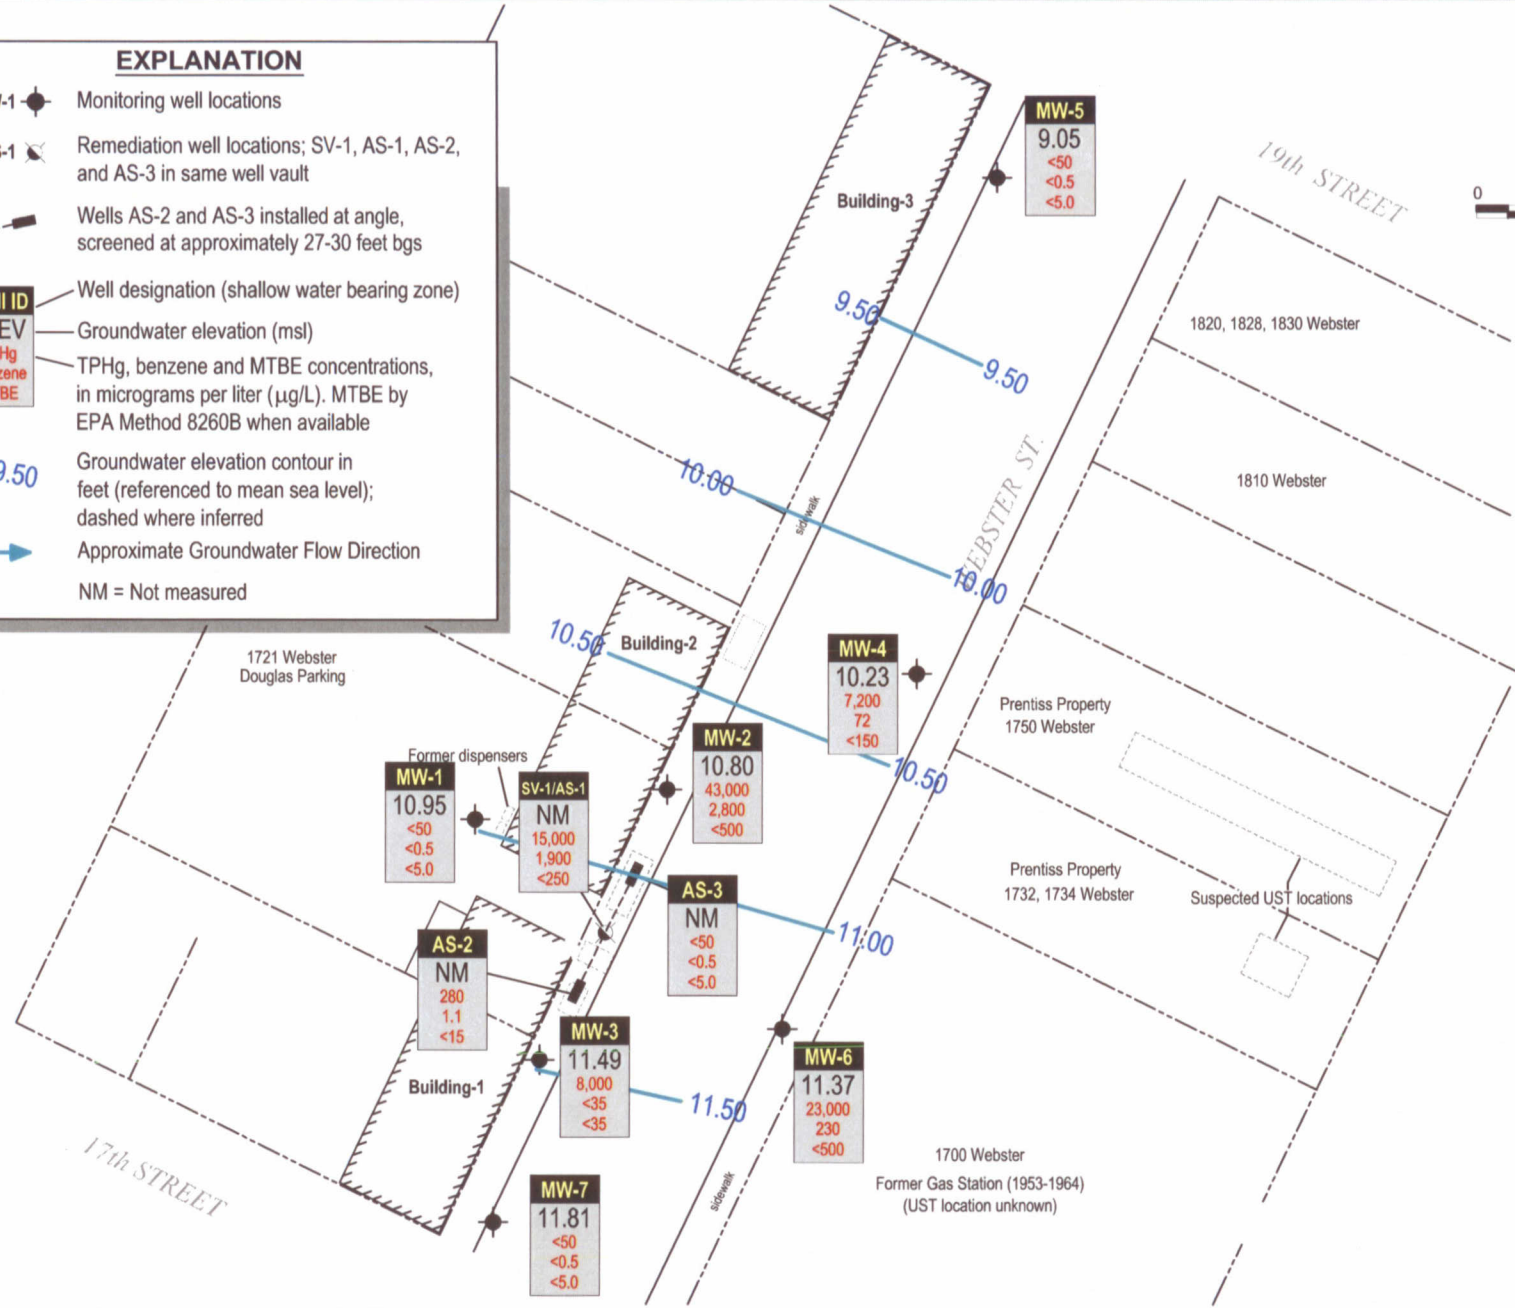 EXPLANATION
Monitoring well locations
Remediation well locations; SV-1, AS-1, AS-2,
and AS-3 in same well vault
Wells AS-2 and AS-3 installed at angle,
screened at approximately 27-30 feet bgs
ID
Well designation (shallow water bearing zone)
EV
Groundwater elevation (msl)
Hg
TPHg, benzene and MTBE concentrations,
zene
in micrograms per liter (µg/L). MTBE by
BE
EPA Method 8260B when available
9.50
Groundwater elevation contour in
feet (referenced to mean sea level);
dashed where inferred
Approximate Groundwater Flow Direction
NM = Not measured
MW-5
9.05
<50
<0.5
<5.0
19th STREET
0
Building-3
9.50
9.50
1820, 1828, 1830 Webster
1810 Webster
10.00
sidewalk
WEBSTER ST.
10.00
10.50
Building-2
1721 Webster
Douglas Parking
MW-4
10.23
7,200
72
<150
Prentiss Property
1750 Webster
10.50
Former dispensers
MW-1
10.95
<50
<0.5
<5.0
SV-1/AS-1
NM
15,000
1,900
<250
MW-2
10.80
43,000
2,800
<500
Prentiss Property
1732, 1734 Webster
Suspected UST locations
AS-3
NM
<50
<0.5
<5.0
11.00
AS-2
NM
280
1.1
<15
MW-3
11.49
8,000
<35
<35
Building-1
11.50
MW-6
11.37
23,000
230
<500
17th STREET
MW-7
11.81
<50
<0.5
<5.0
sidewalk
1700 Webster
Former Gas Station (1953-1964)
(UST location unknown)